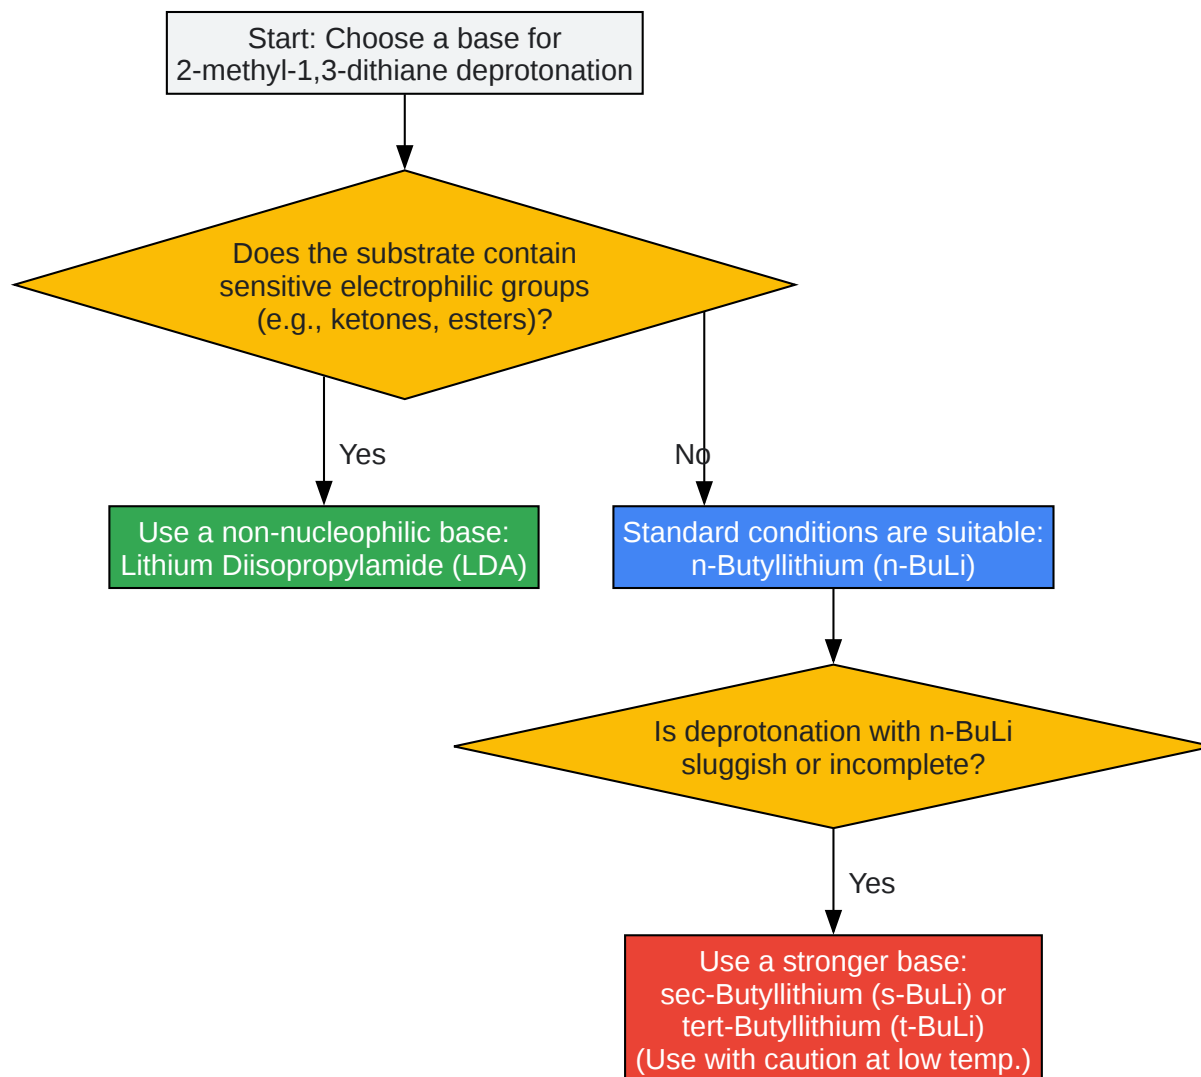 Start: Choose a base for
2-methyl-1,3-dithiane deprotonation
Does the substrate contain
sensitive electrophilic groups
(e.g., ketones, esters)?
Yes
No
Use a non-nucleophilic base:
Lithium Diisopropylamide (LDA)
Standard conditions are suitable:
n-Butyllithium (n-BuLi)
Is deprotonation with n-BuLi
sluggish or incomplete?
Yes
Use a stronger base:
sec-Butyllithium (s-BuLi) or
tert-Butyllithium (t-BuLi)
(Use with caution at low temp.)